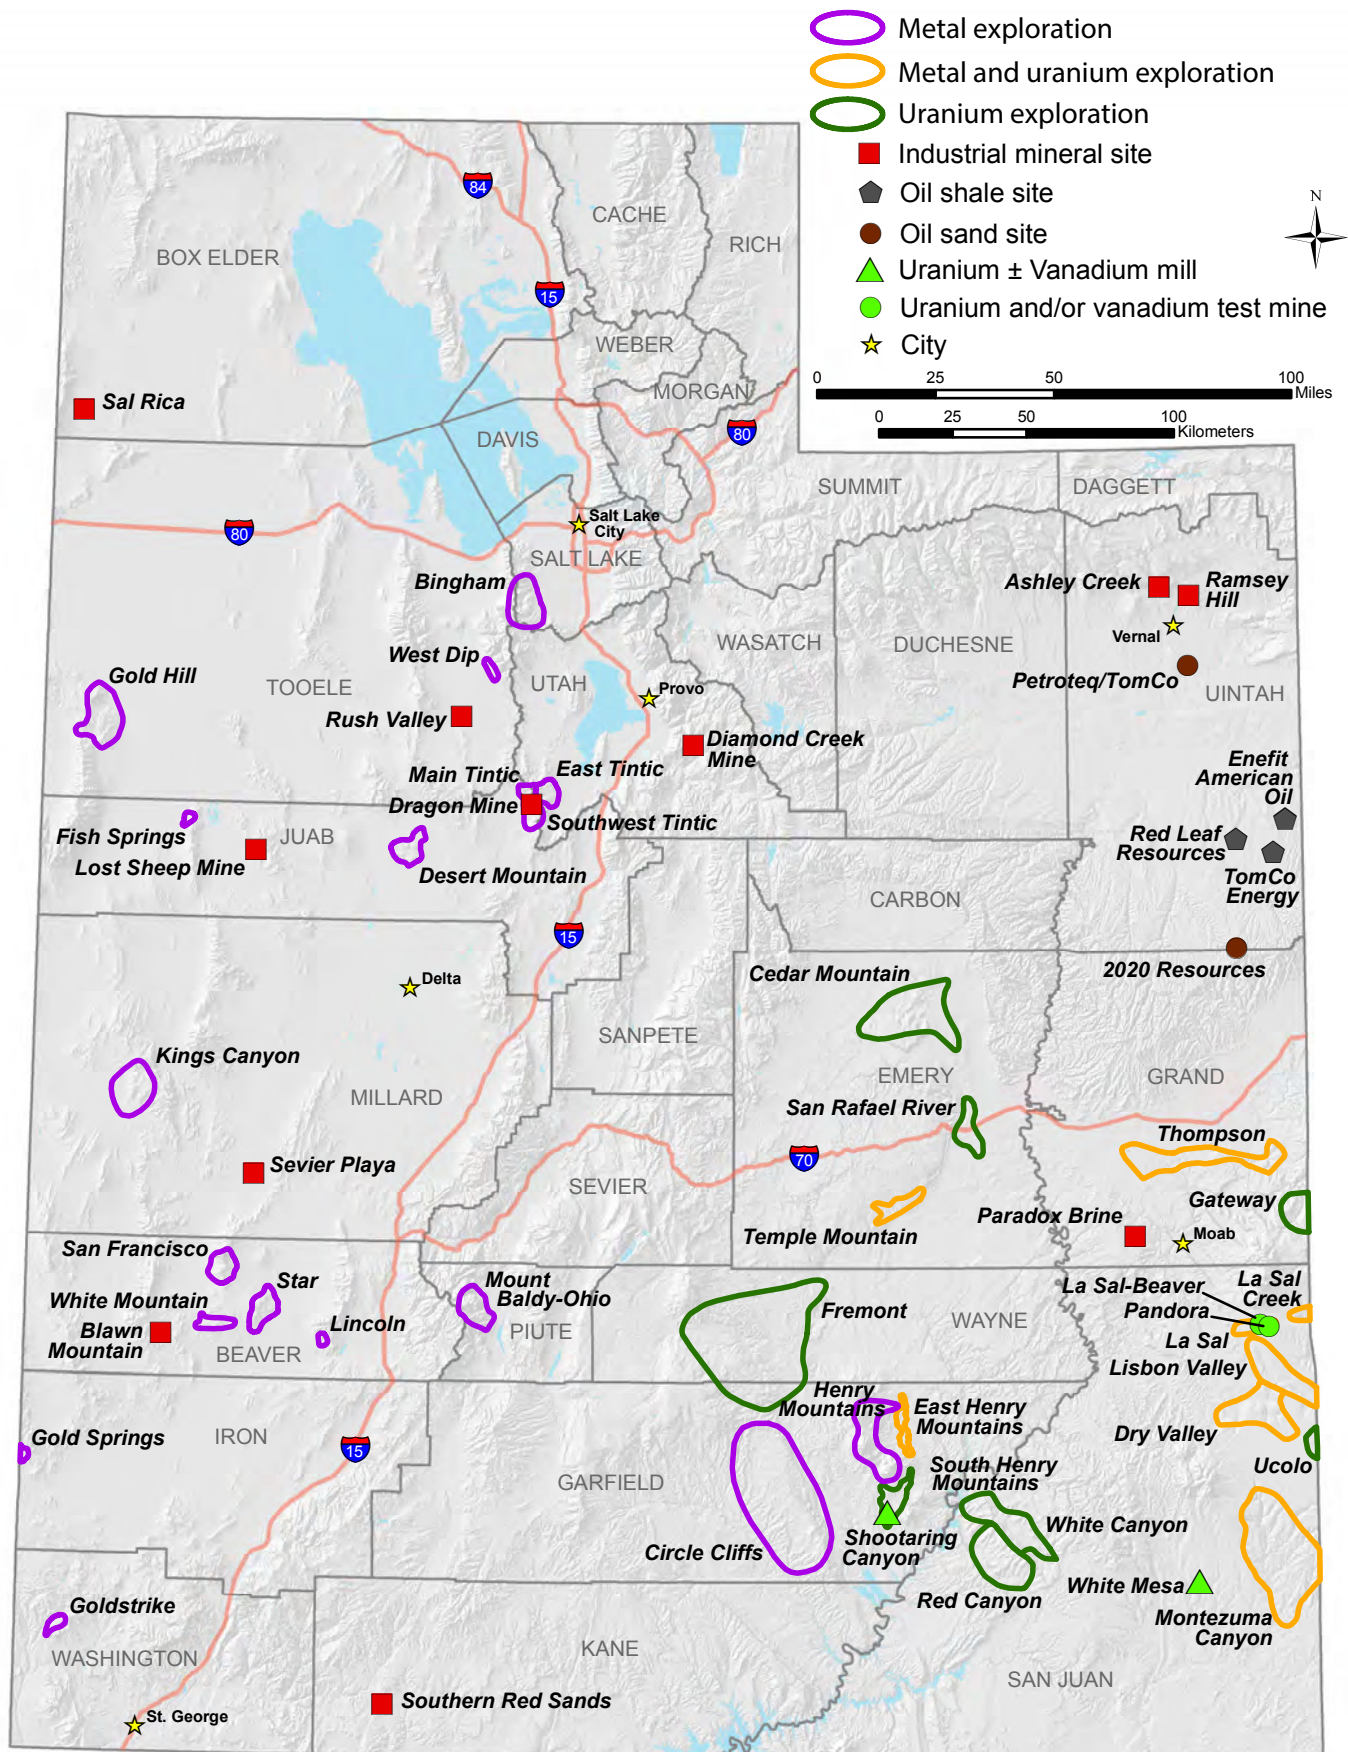 Metal exploration
Metal and uranium exploration
Uranium exploration
Industrial mineral site
Oil shale site
Oil sand site
Uranium ± Vanadium mill
Uranium and/or vanadium test mine
City
N
0 25 50 100
Miles
0 25 50 100
Kilometers
84
CACHE
RICH
BOX ELDER
15
WEBER
MORGAN
Sal Rica
DAVIS
80
SUMMIT
DAGGETT
80
Salt Lake
City
SALT LAKE
Bingham
Ashley Creek
Ramsey
Hill
Vernal
WASATCH
DUCHESNE
West Dip
Gold Hill
TOOELE
UTAH
Provo
Petroteq/TomCo
UINTAH
Rush Valley
Diamond Creek
Mine
Main Tintic
East Tintic
Enefit
American
Oil
Dragon Mine
Southwest Tintic
Fish Springs
JUAB
Red Leaf
Resources
Lost Sheep Mine
Desert Mountain
TomCo
Energy
CARBON
15
Delta
Cedar Mountain
2020 Resources
SANPETE
Kings Canyon
MILLARD
EMERY
GRAND
San Rafael River
Thompson
70
Sevier Playa
SEVIER
Gateway
Paradox Brine
Temple Mountain
Moab
San Francisco
Star
Mount
Baldy-Ohio
La Sal-Beaver
La Sal
Creek
White Mountain
Pandora
Fremont
WAYNE
Blawn
Mountain
Lincoln
PIUTE
La Sal
BEAVER
Lisbon Valley
Henry
Mountains
East Henry
Mountains
Gold Springs
IRON
15
Dry Valley
Ucolo
GARFIELD
South Henry
Mountains
White Canyon
Circle Cliffs
Shootaring
Canyon
White Mesa
Red Canyon
Goldstrike
Montezuma
Canyon
WASHINGTON
KANE
SAN JUAN
Southern Red Sands
St. George